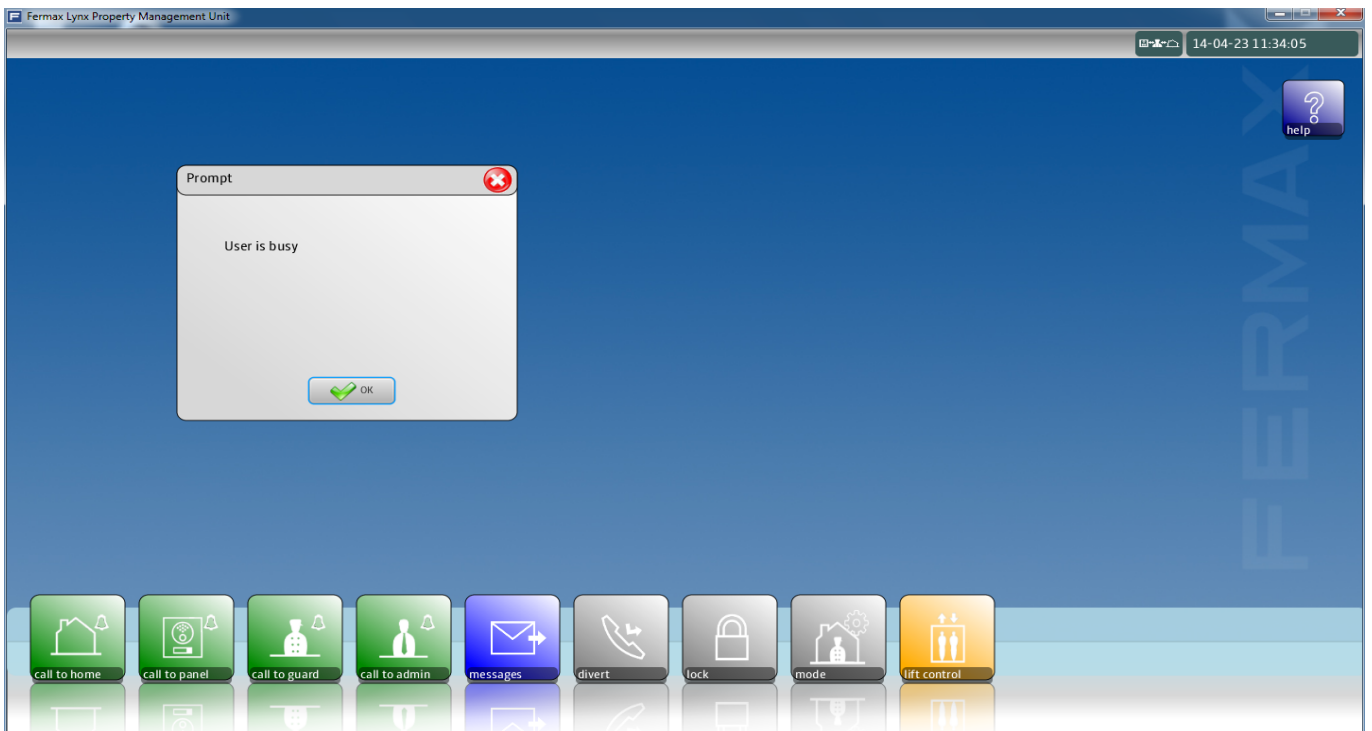 Fermax Lynx Property Management Unit
14-04-23 11:34:05
help
FERMAX
Prompt
User is busy
OK
call to home
call to panel
call to guard
call to admin
messages
divert
lock
mode
lift control